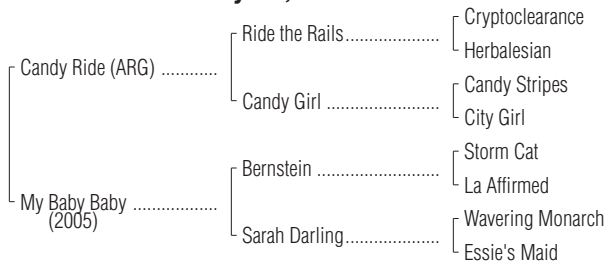 Cryptoclearance
Ride the Rails....................
Herbalesian
Candy Ride (ARG) ............
Candy Stripes
Candy Girl ........................
City Girl
Storm Cat
Bernstein ..........................
La Affirmed
My Baby Baby ..................
(2005)
Wavering Monarch
Sarah Darling....................
Essie's Maid